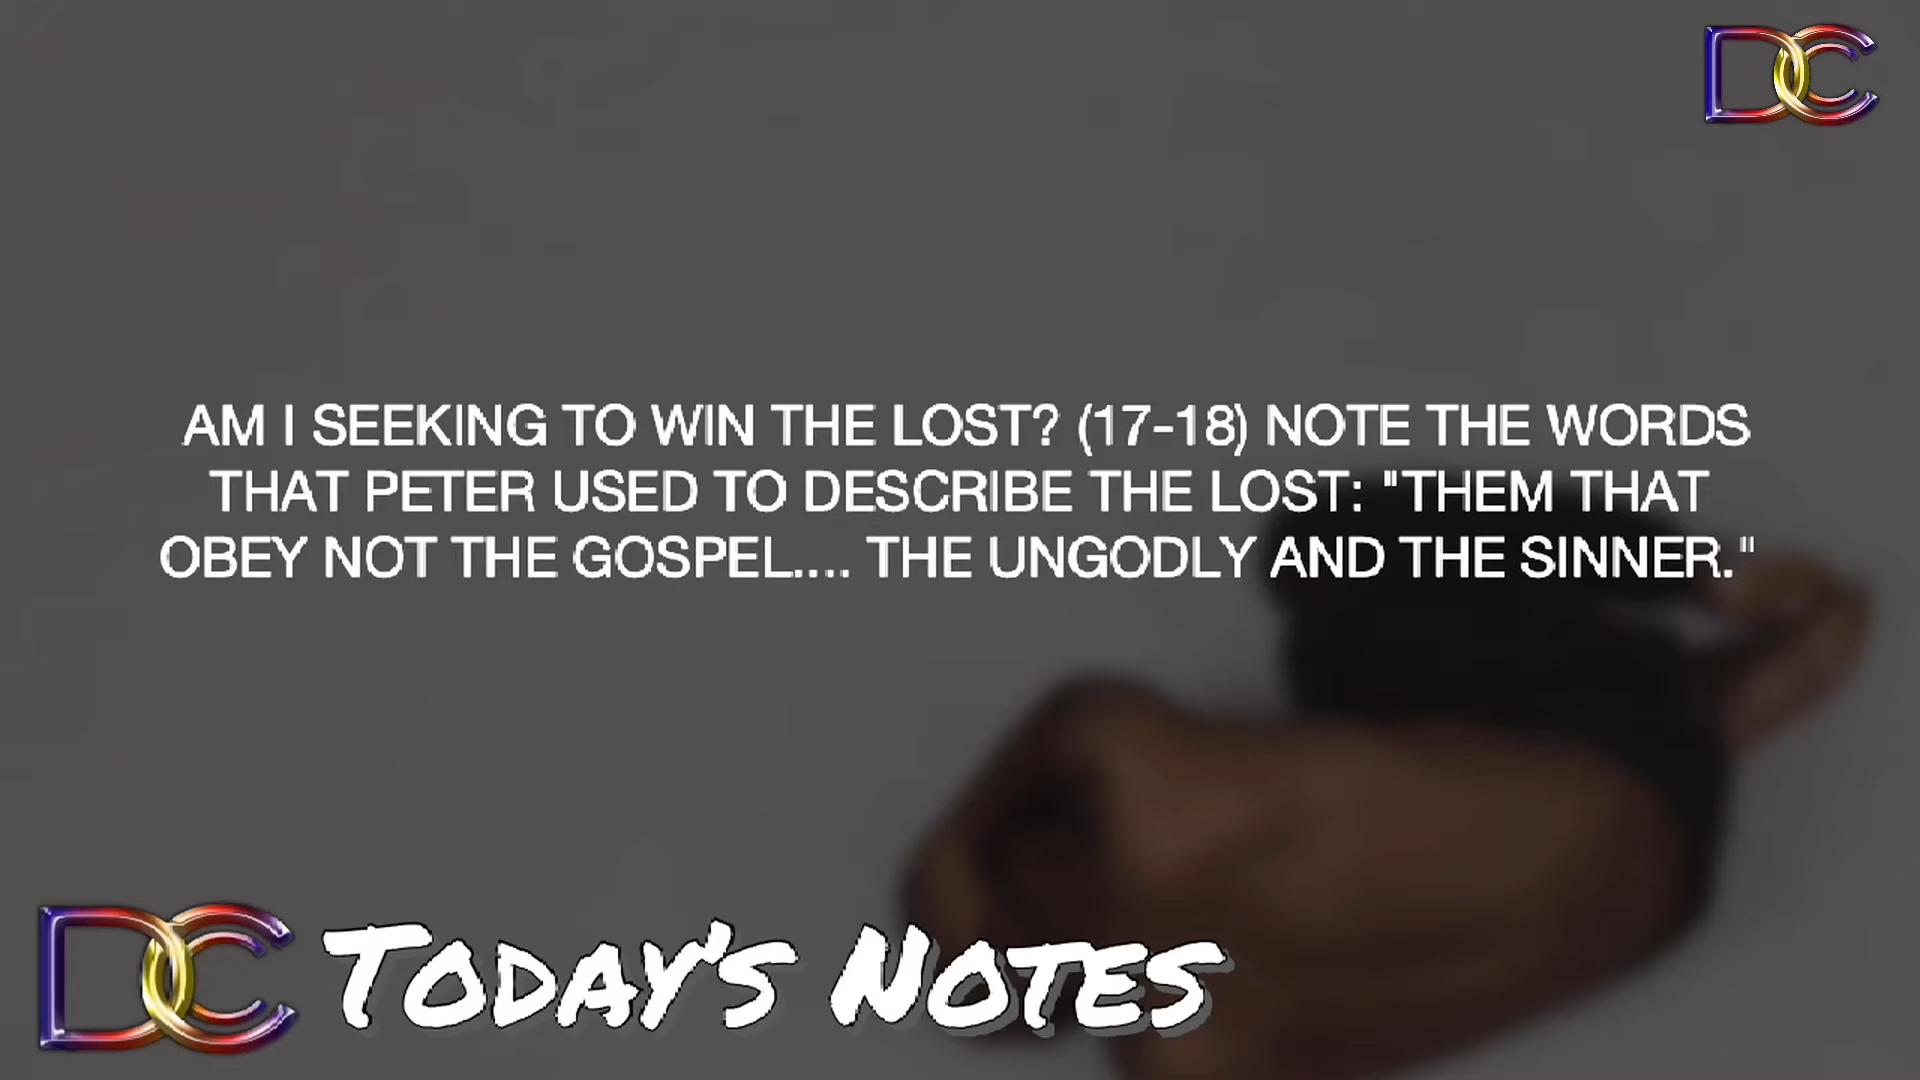 DC
AM I SEEKING TO WIN THE LOST? (17-18) NOTE THE WORDS
THAT PETER USED TO DESCRIBE THE LOST: "THEM THAT
OBEY NOT THE GOSPEL.... THE UNGODLY AND THE SINNER."
DC TODAY'S NOTES